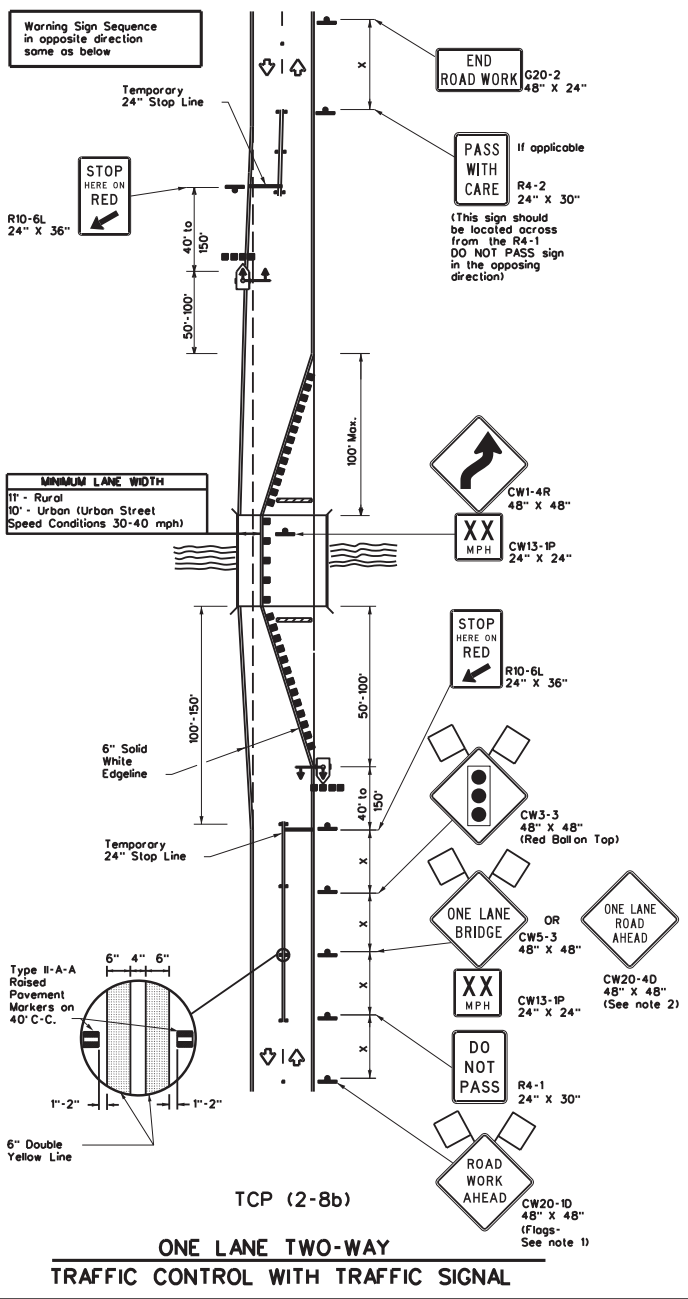 Warning Sign Sequence
in opposite direction
same as below
END
ROAD WORK
G20-2
48" X 24"
X
Temporary
24" Stop Line
PASS
WITH
CARE
If applicable
R4-2
24" X 30"
(This sign should
be located across
from the R4-1
DO NOT PASS sign
in the opposing
direction)
STOP
HERE ON
RED
R10-6L
24" X 36"
40' to
150'
50'-100'
100' Max.
CW1-4R
48" X 48"
XX
MPH
CW13-1P
24" X 24"
MINIMUM LANE WIDTH
11' - Rural
10' - Urban (Urban Street
Speed Conditions 30-40 mph)
STOP
HERE ON
RED
R10-6L
24" X 36"
100'-150'
50'-100'
6" Solid
White
Edgeline
40' to
150'
CW3-3
48" X 48"
(Red Ball on Top)
Temporary
24" Stop Line
X
X
X
X
ONE LANE
BRIDGE
OR
CW5-3
48" X 48"
ONE LANE
ROAD
AHEAD
CW20-4D
48" X 48"
(See note 2)
XX
MPH
CW13-1P
24" X 24"
6" 4" 6"
Type II-A-A
Raised
Pavement
Markers on
40' C-C.
1"-2"
1"-2"
6" Double
Yellow Line
DO
NOT
PASS
R4-1
24" X 30"
ROAD
WORK
AHEAD
CW20-1D
48" X 48"
(Flags-
See note 1)
TCP (2-8b)
ONE LANE TWO-WAY
TRAFFIC CONTROL WITH TRAFFIC SIGNAL